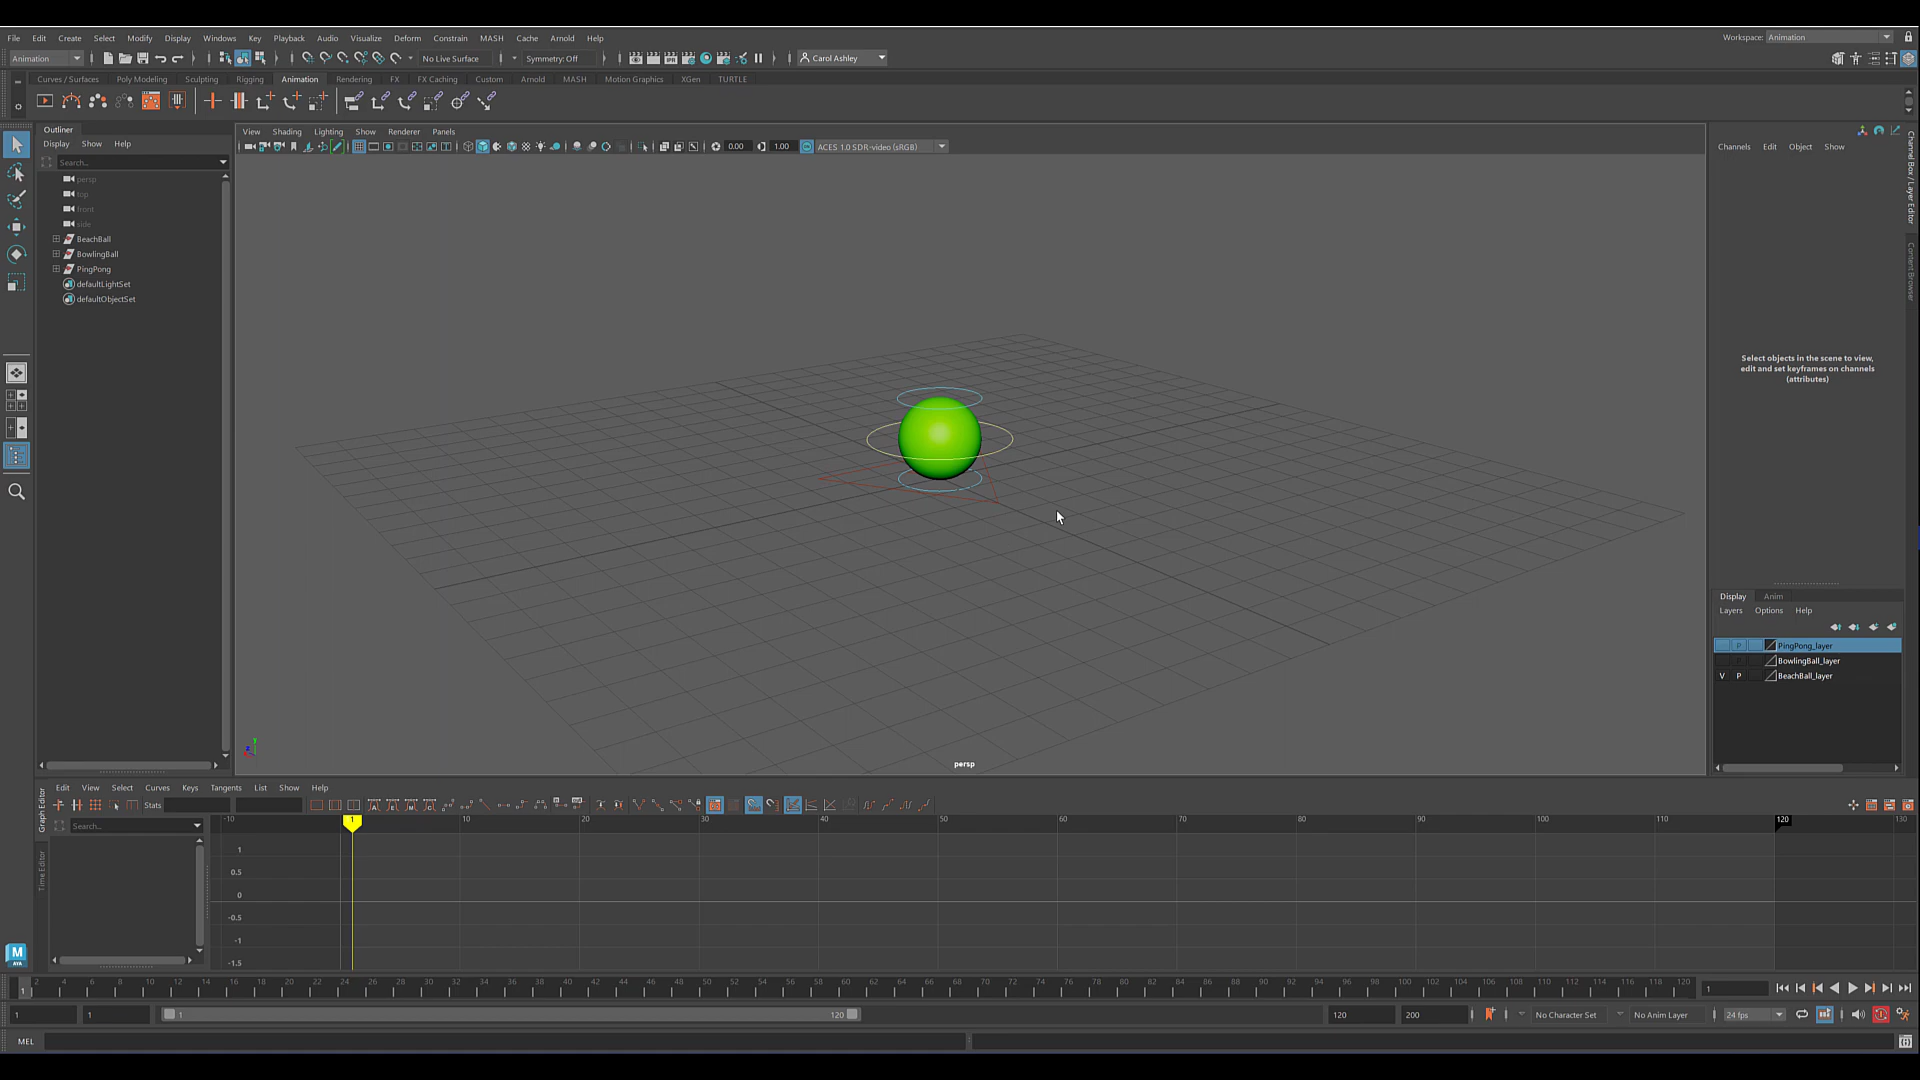 File Edit Create Select Modify Display Windows Key Playback Audio Visualize Deform Constrain MASH Cache Arnold Help
Workspace: Animation
Animation No Live Surface Symmetry: Off Carol Ashley
Curves / Surfaces Poly Modeling Sculpting Rigging Animation Rendering FX FX Caching Custom Arnold MASH Motion Graphics XGen TURTLE
Outliner
Display Show Help
Search...
persp
top
front
side
BeachBall
BowlingBall
PingPong
defaultLightSet
defaultObjectSet
View Shading Lighting Show Renderer Panels
0.00 1.00 ACES 1.0 SDR-video (sRGB)
y
z
persp
Channels Edit Object Show
Channel Box / Layer Editor
Content Browser
Select objects in the scene to view,
edit and set keyframes on channels
(attributes)
Display Anim
Layers Options Help
P PingPong_layer
BowlingBall_layer
V P BeachBall_layer
Graph Editor
Time Editor
Edit View Select Curves Keys Tangents List Show Help
Stats
Search...
-10 1 10 20 30 40 50 60 70 80 90 100 110 120 130
1
0.5
0
-0.5
-1
-1.5
M
AYA
1 2 4 6 8 10 12 14 16 18 20 22 24 26 28 30 32 34 36 38 40 42 44 46 48 50 52 54 56 58 60 62 64 66 68 70 72 74 76 78 80 82 84 86 88 90 92 94 96 98 100 102 104 106 108 110 112 114 116 118 120 1
1 1 1 120 120 200 No Character Set No Anim Layer 24 fps
MEL